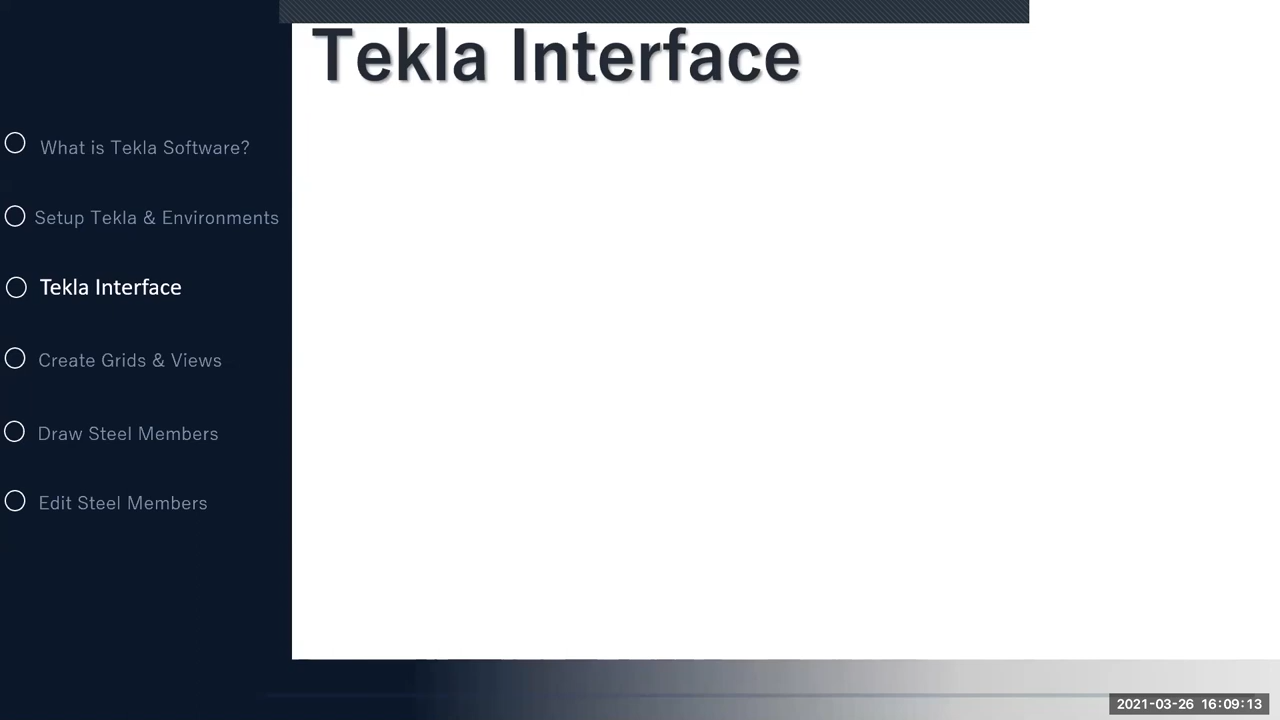 Tekla Interface
What is Tekla Software?
Setup Tekla & Environments
Tekla Interface
Create Grids & Views
Draw Steel Members
Edit Steel Members
2021-03-26 16:09:13